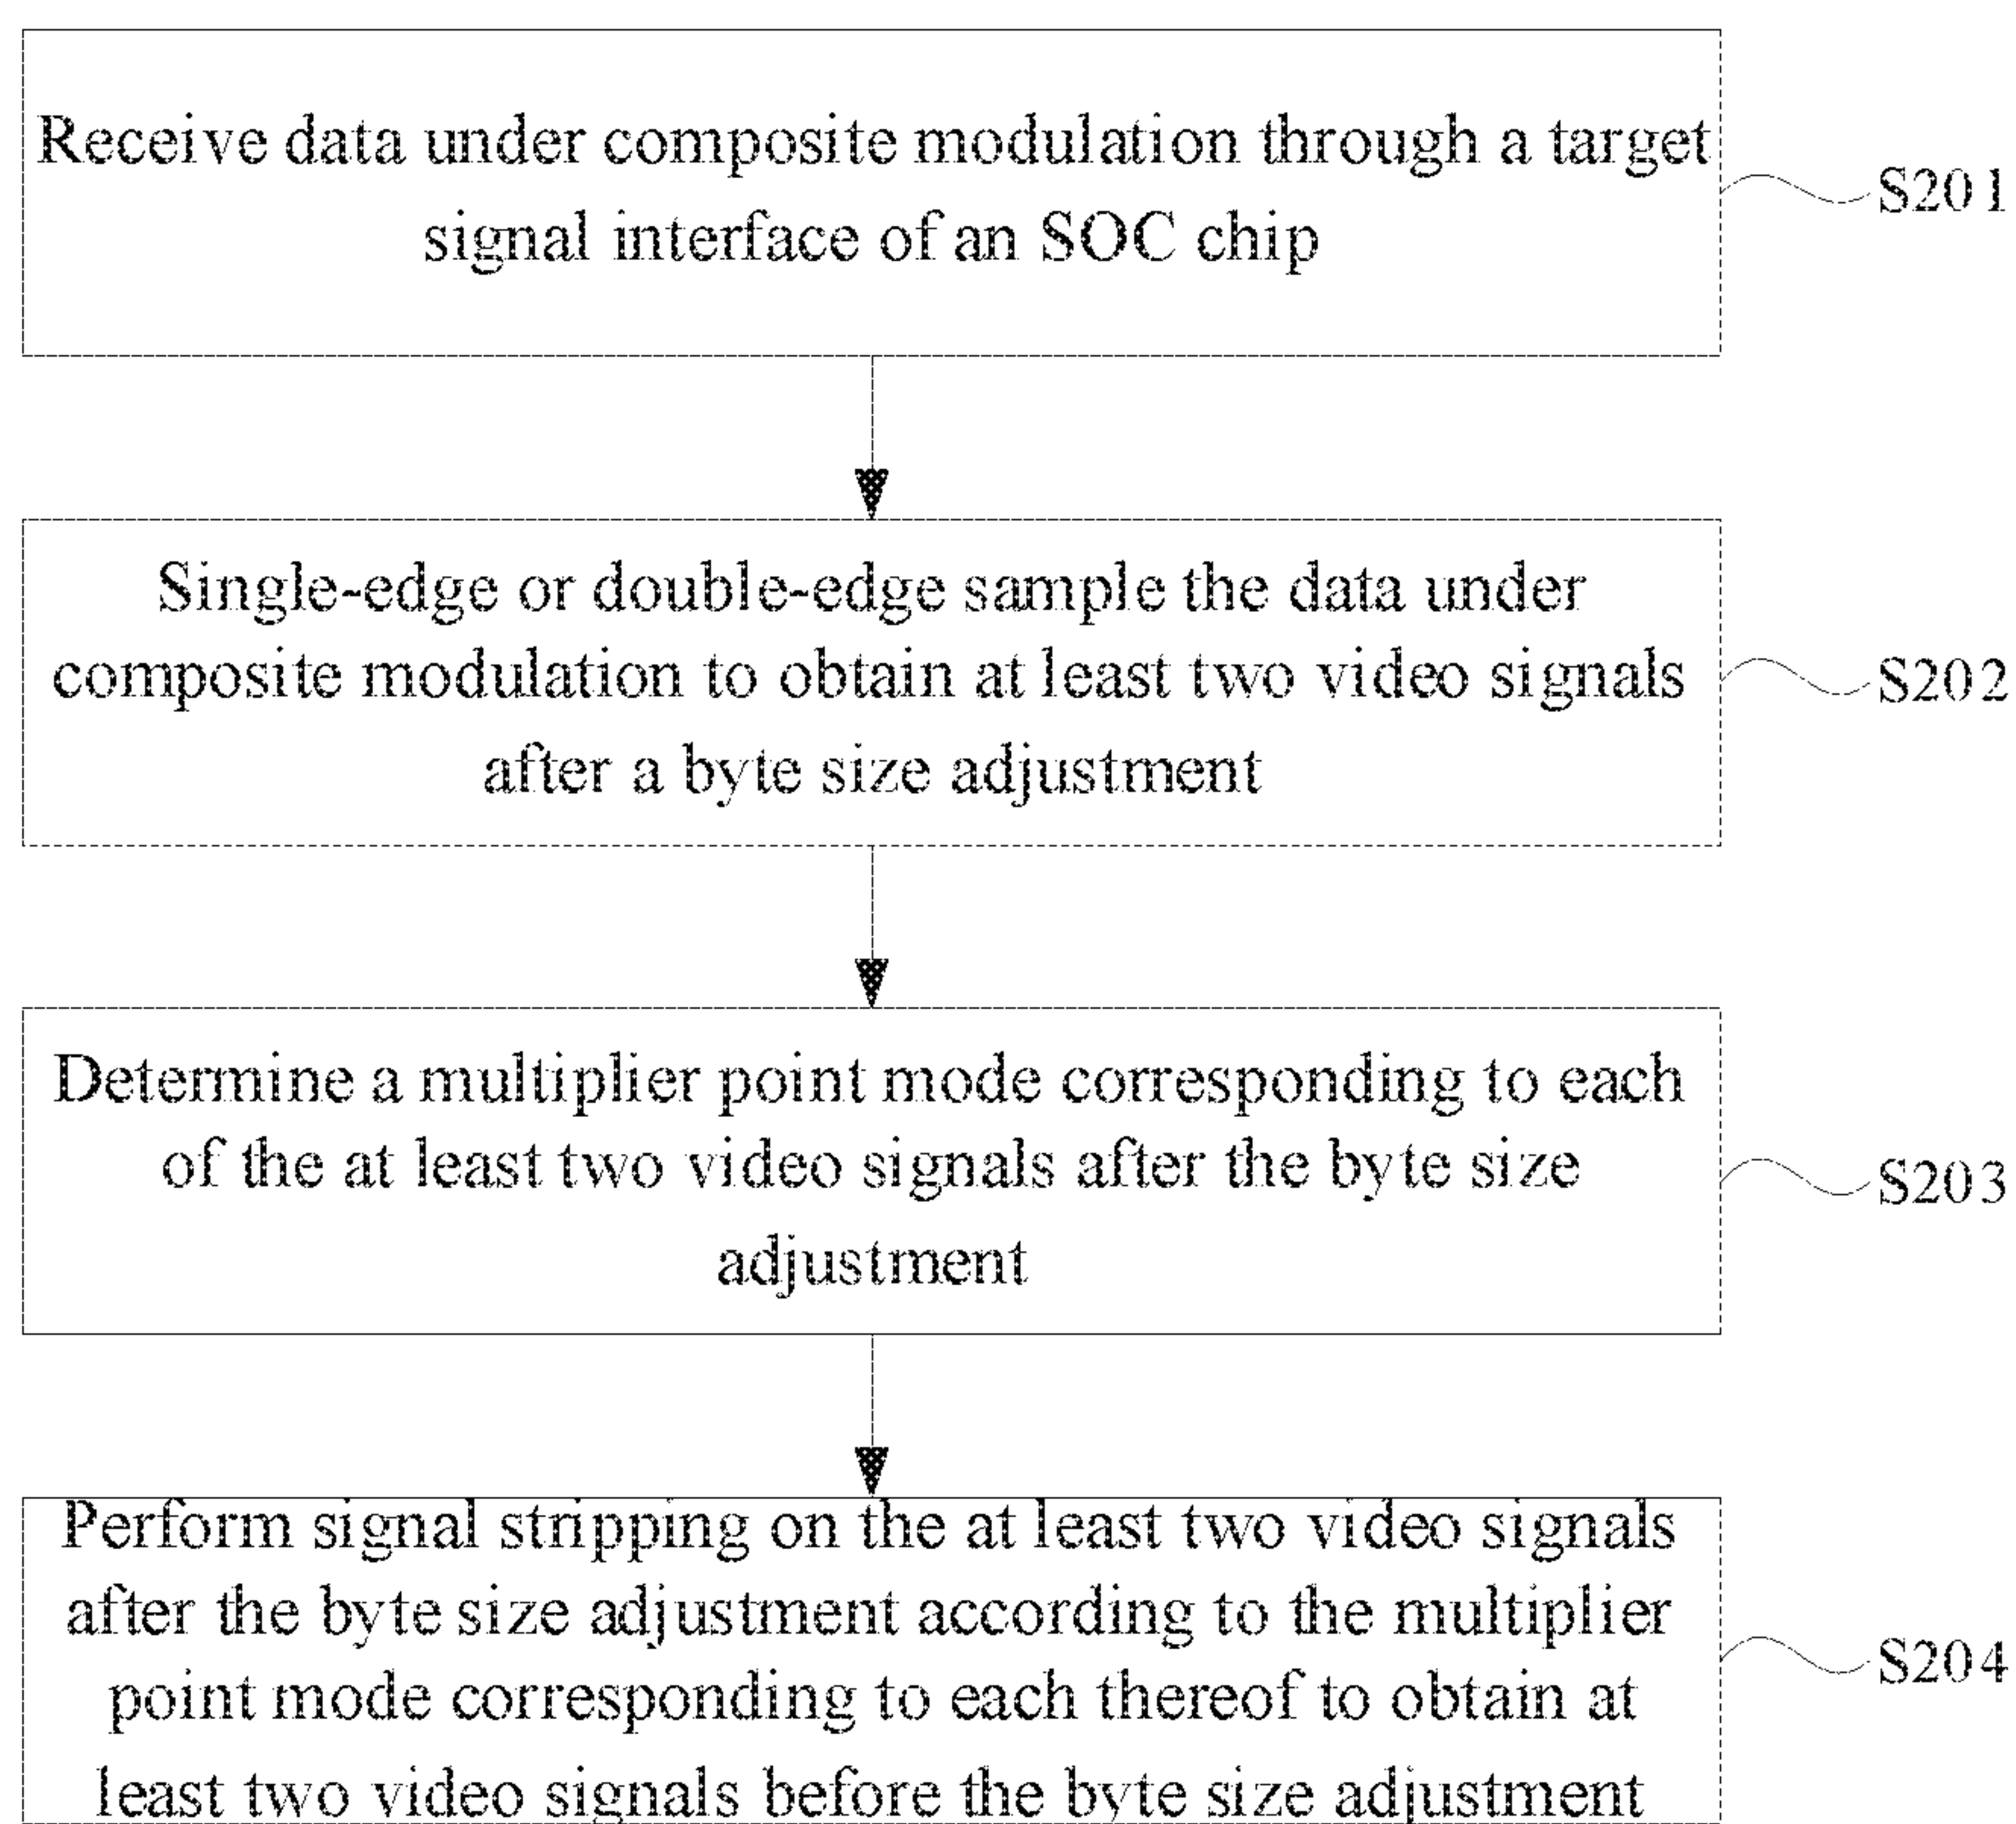 Receive data under composite modulation through a target
signal interface of an SOC chip
S201
Single-edge or double-edge sample the data under
composite modulation to obtain at least two video signals
after a byte size adjustment
S202
Determine a multiplier point mode corresponding to each
of the at least two video signals after the byte size
adjustment
S203
Perform signal stripping on the at least two video signals
after the byte size adjustment according to the multiplier
point mode corresponding to each thereof to obtain at
least two video signals before the byte size adjustment
S204